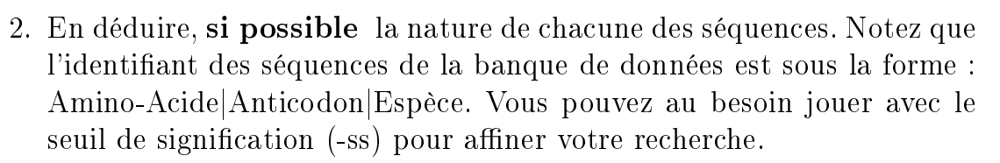 2. En déduire, si possible la nature de chacune des séquences. Notez que
l'identifiant des séquences de la banque de données est sous la forme :
Amino-Acide|Anticodon|Espèce. Vous pouvez au besoin jouer avec le
seuil de signification (-ss) pour affiner votre recherche.